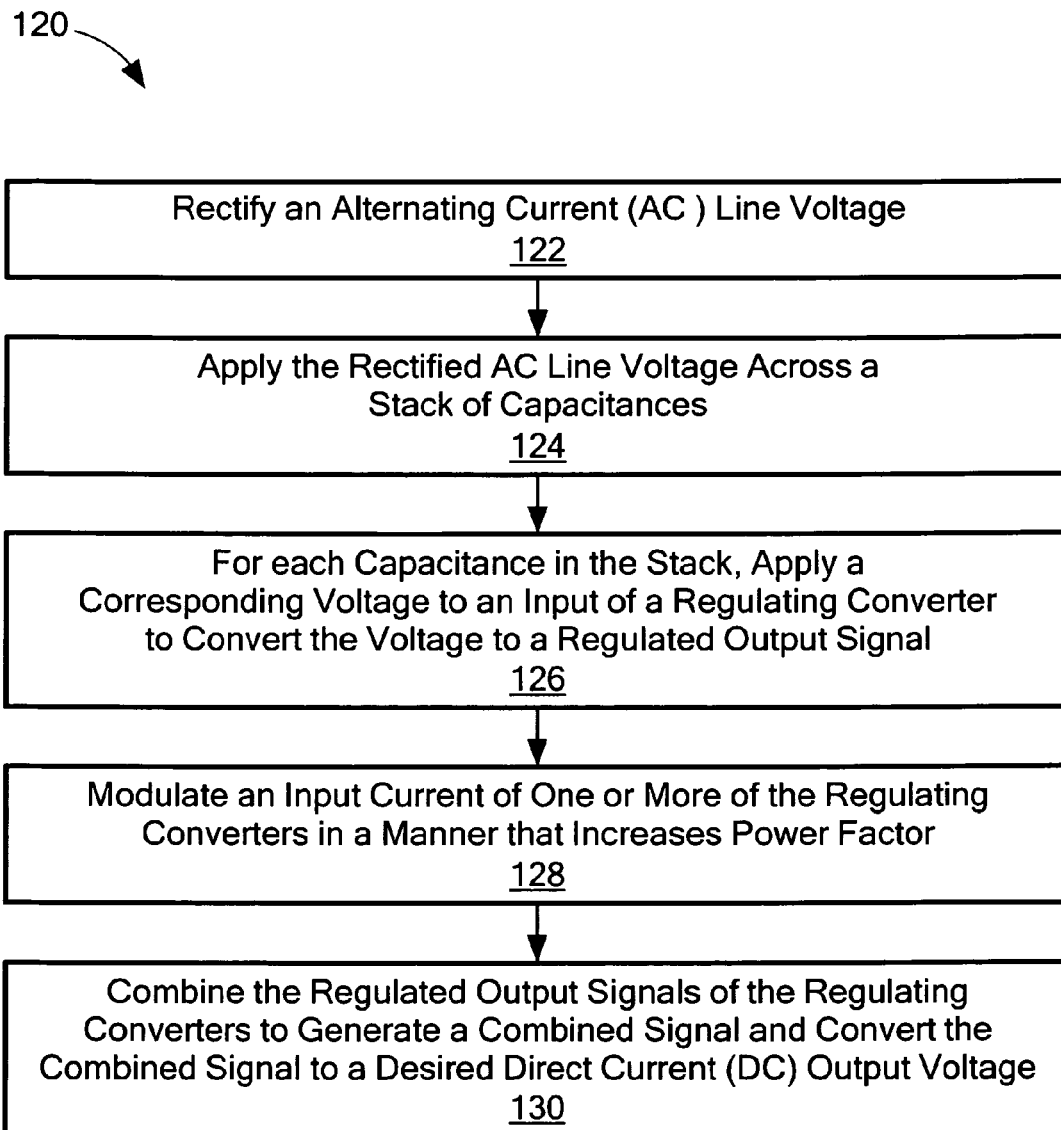 120
Rectify an Alternating Current (AC ) Line Voltage
122
Apply the Rectified AC Line Voltage Across a
Stack of Capacitances
124
For each Capacitance in the Stack, Apply a
Corresponding Voltage to an Input of a Regulating Converter
to Convert the Voltage to a Regulated Output Signal
126
Modulate an Input Current of One or More of the Regulating
Converters in a Manner that Increases Power Factor
128
Combine the Regulated Output Signals of the Regulating
Converters to Generate a Combined Signal and Convert the
Combined Signal to a Desired Direct Current (DC) Output Voltage
130